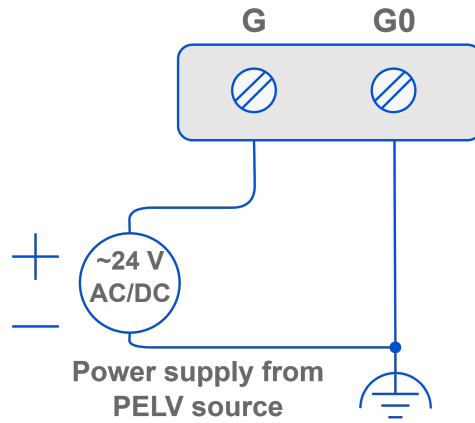 G G0
~24 V
AC/DC
Power supply from
PELV source